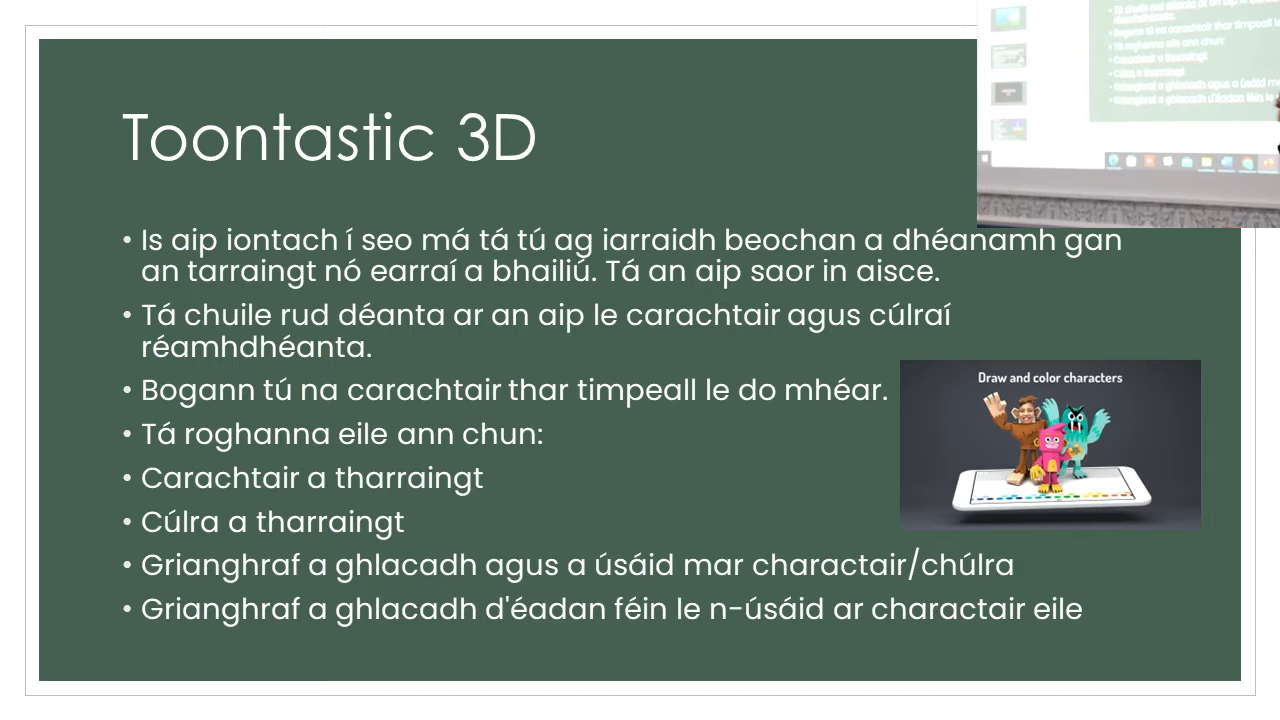 Toontastic 3D
• Is aip iontach í seo má tá tú ag iarraidh beochan a dhéanamh gan
an tarraingt nó earraí a bhailiú. Tá an aip saor in aisce.
• Tá chuile rud déanta ar an aip le carachtair agus cúlraí
réamhdhéanta.
• Bogann tú na carachtair thar timpeall le do mhéar.
• Tá roghanna eile ann chun:
• Carachtair a tharraingt
• Cúlra a tharraingt
• Grianghraf a ghlacadh agus a úsáid mar charactair/chúlra
• Grianghraf a ghlacadh d'éadan féin le n-úsáid ar charactair eile
Draw and color characters